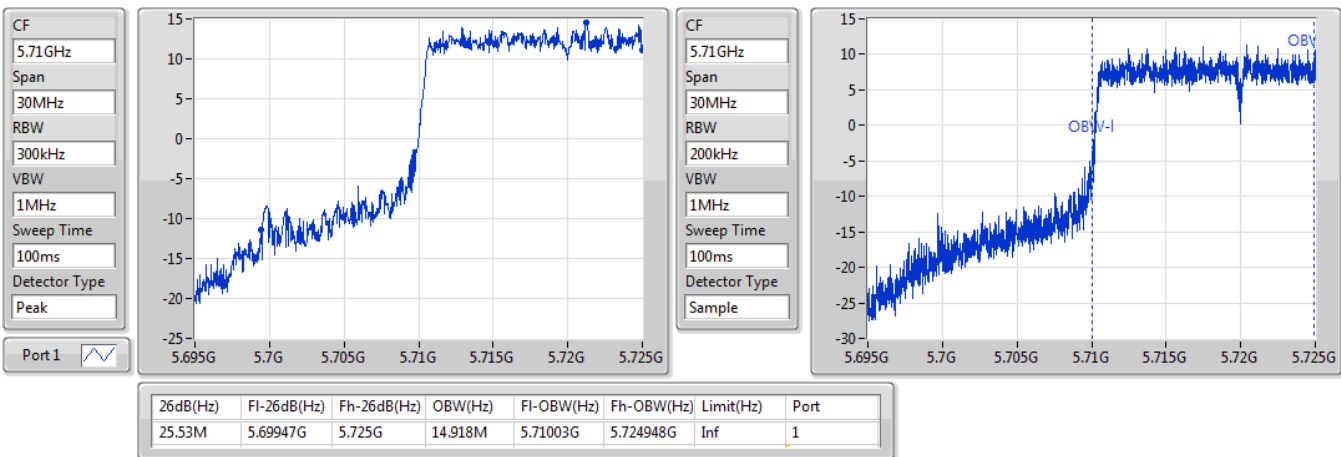 CF
5.71GHz
Span
30MHz
RBW
300kHz
VBW
1MHz
Sweep Time
100ms
Detector Type
Peak
Port 1
15
10
5
0
-5
-10
-15
-20
-25
5.695G 5.7G 5.705G 5.71G 5.715G 5.72G 5.725G
CF
5.71GHz
Span
30MHz
RBW
200kHz
VBW
1MHz
Sweep Time
100ms
Detector Type
Sample
15
10
5
0
-5
-10
-15
-20
-25
-30
OBW-l
5.695G 5.7G 5.705G 5.71G 5.715G 5.72G 5.725G
26dB(Hz) Fl-26dB(Hz) Fh-26dB(Hz) OBW(Hz) Fl-OBW(Hz) Fh-OBW(Hz) Limit(Hz) Port
25.53M 5.69947G 5.725G 14.918M 5.71003G 5.724948G Inf 1